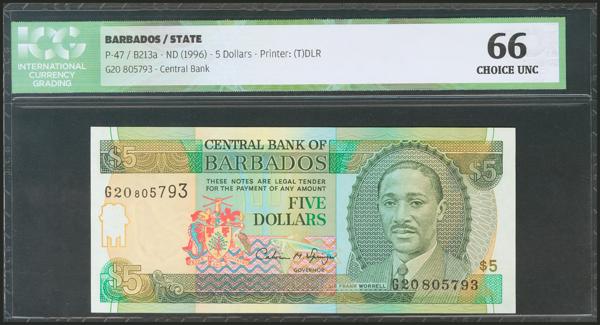 ICG
INTERNATIONAL
CURRENCY
GRADING
BARBADOS / STATE
P-47 / B213a - ND (1996) - 5 Dollars - Printer: (T)DLR
G20 805793 - Central Bank
66
CHOICE UNC
CENTRAL BANK OF
BARBADOS
$5
$5
THESE NOTES ARE LEGAL TENDER
FOR THE PAYMENT OF ANY AMOUNT
G20805793
FIVE
DOLLARS
GOVERNOR
$5
$5
SIR FRANK WORRELL
G20805793